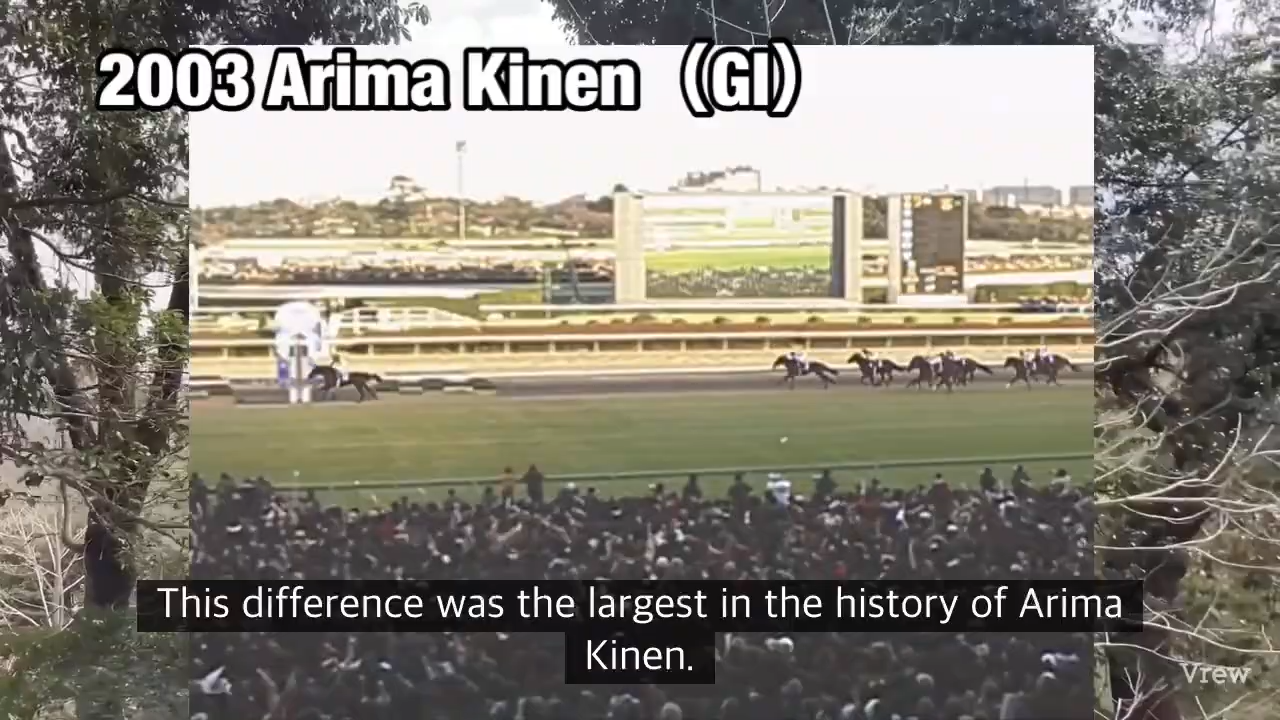 2003 Arima Kinen（GI）
This difference was the largest in the history of Arima
Kinen.
Vrew